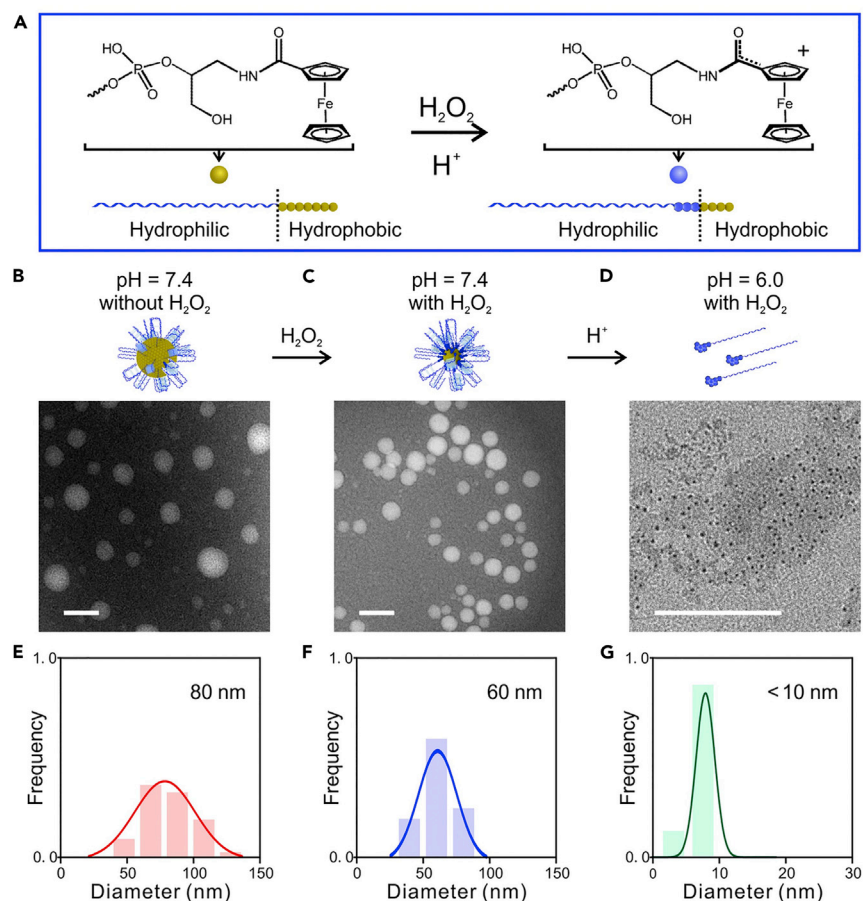 A
HO
O
P
O
O
HN
O
OH
Fe
H₂O₂
H⁺
HO
O
P
O
O
HN
O
+
OH
Fe
Hydrophilic
Hydrophobic
Hydrophilic
Hydrophobic
B
pH = 7.4
without H₂O₂
H₂O₂
C
pH = 7.4
with H₂O₂
H⁺
D
pH = 6.0
with H₂O₂
E
1.0
80 nm
Frequency
0.0
0 50 100 150
Diameter (nm)
F
1.0
60 nm
Frequency
0.0
0 50 100 150
Diameter (nm)
G
1.0
< 10 nm
Frequency
0.0
0 10 20 30
Diameter (nm)